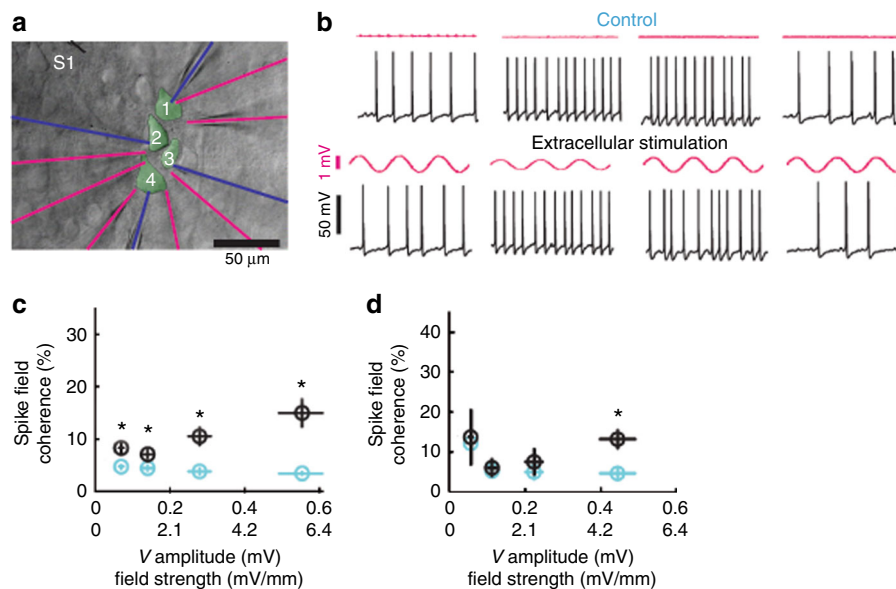 a
S1
1
2
3
4
50 μm
b
Control
Extracellular stimulation
1 mV
50 mV
c
Spike field
coherence (%)
30
20
10
0
0 0.2 0.4 0.6
0 2.1 4.2 6.4
V amplitude (mV)
field strength (mV/mm)
* * * *
d
Spike field
coherence (%)
40
30
20
10
0
0 0.2 0.4 0.6
0 2.1 4.2 6.4
V amplitude (mV)
field strength (mV/mm)
*